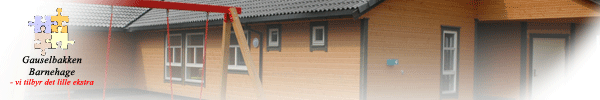 Gauselbakken
Barnehage
- vi tilbyr det lille ekstra